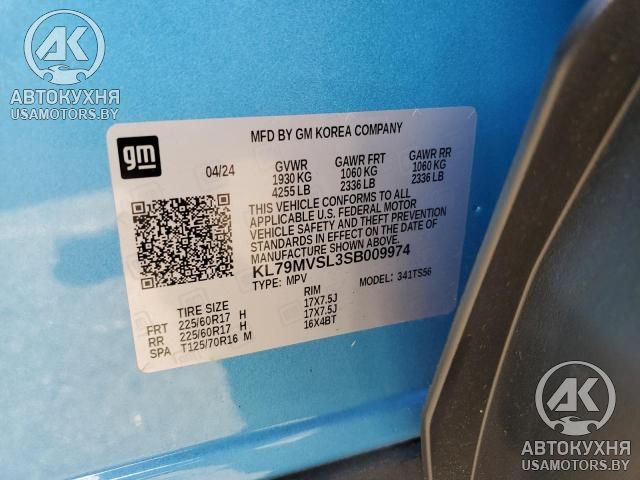 АВТОКУХНЯ
USAMOTORS.BY
gm
MFD BY GM KOREA COMPANY
04/24 GVWR GAWR FRT GAWR RR
1930 KG 1060 KG 1060 KG
4255 LB 2336 LB 2336 LB
THIS VEHICLE CONFORMS TO ALL
APPLICABLE U.S. FEDERAL MOTOR
VEHICLE SAFETY AND THEFT PREVENTION
STANDARDS IN EFFECT ON THE DATE OF
MANUFACTURE SHOWN ABOVE.
KL79MVSL3SB009974
TYPE: MPV MODEL: 341TS56
TIRE SIZE RIM
FRT 225/60R17 H 17X7.5J
RR 225/60R17 H 17X7.5J
SPA T125/70R16 M 16X4BT
АК
АВТОКУХНЯ
USAMOTORS.BY